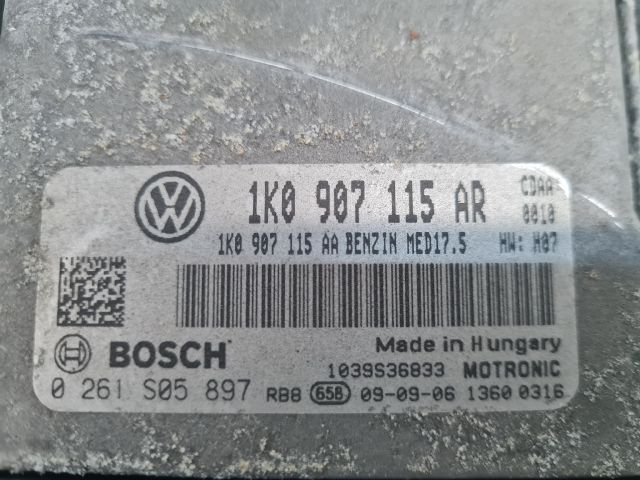 1K0 907 115 AR CDAA
0010
1K0 907 115 AA BENZIN MED17.5 HW: H07
BOSCH Made in Hungary
1039S36833 MOTRONIC
0 261 S05 897 RB8 658 09-09-06 1360 0316